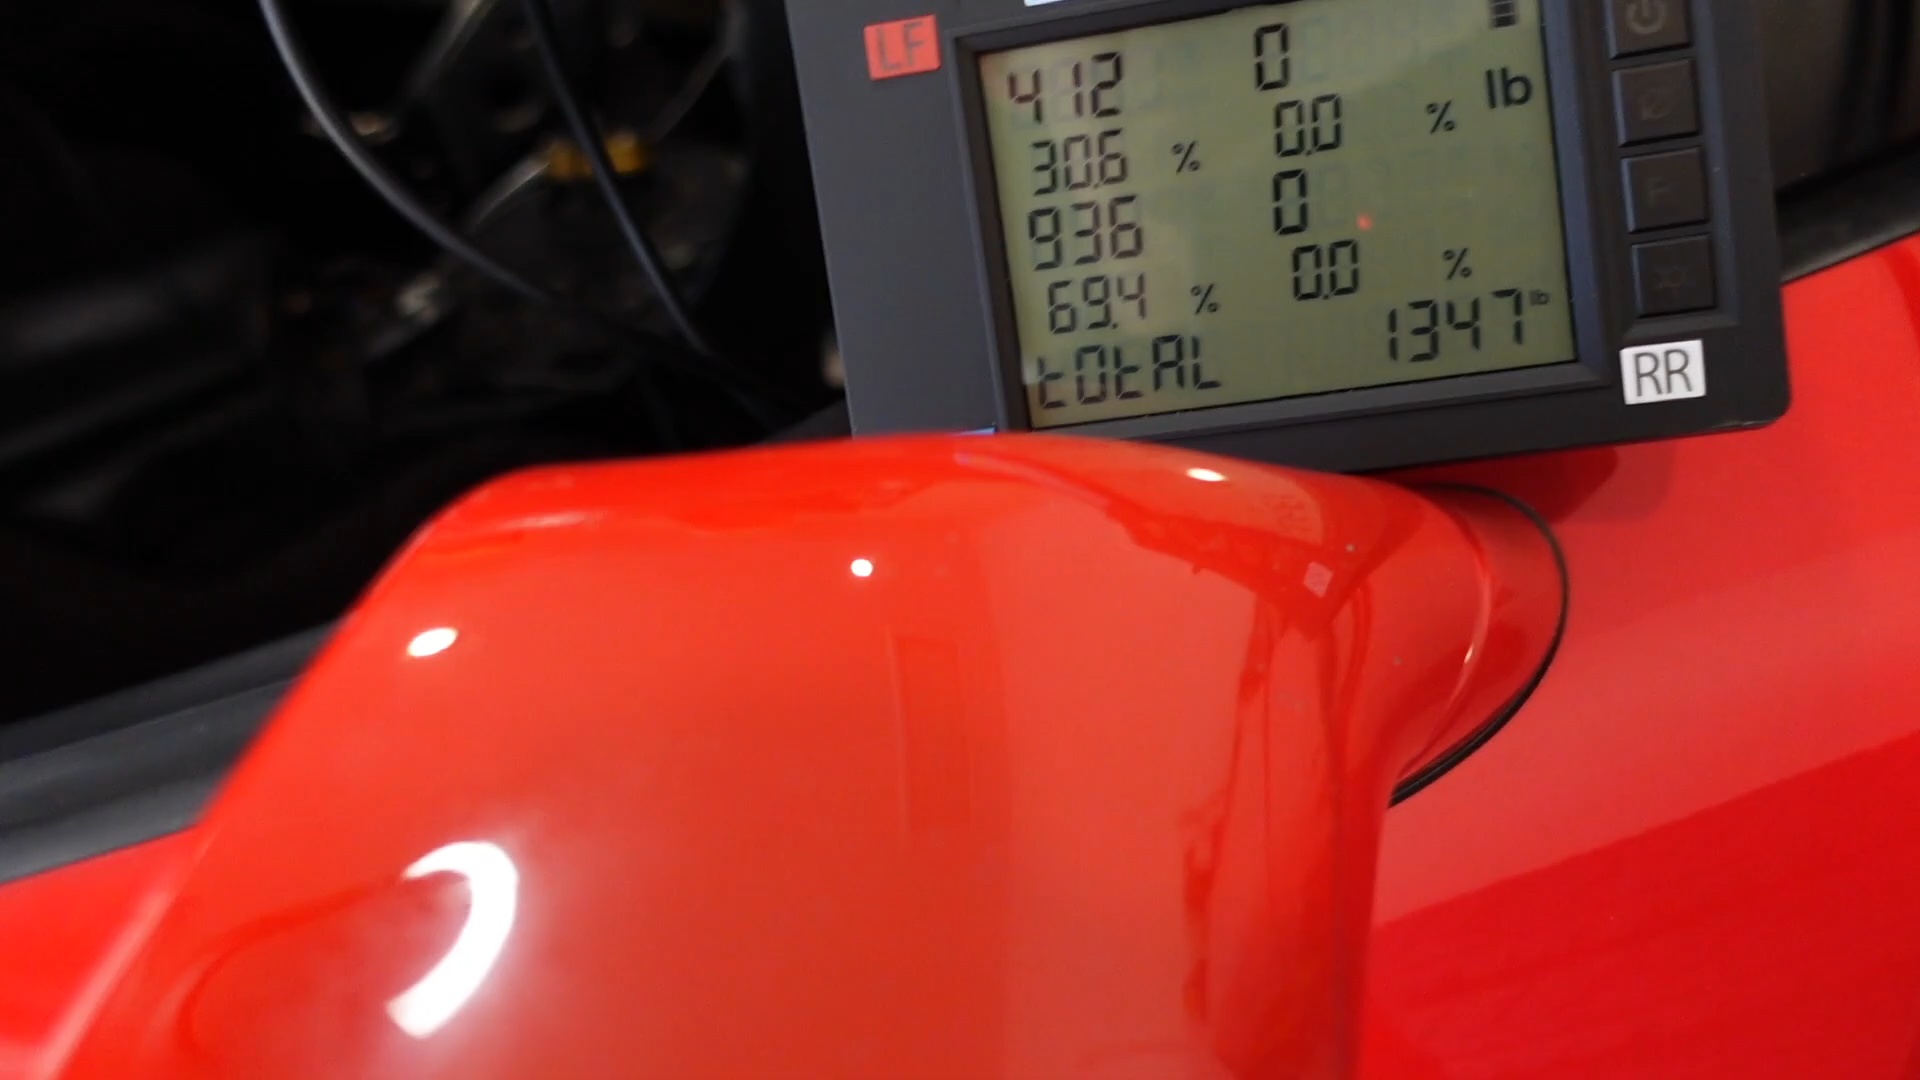 LF
412 0
lb
30.6 % 0.0 %
936 0
69.4 % 0.0 %
tOtAL 1347 lb
RR